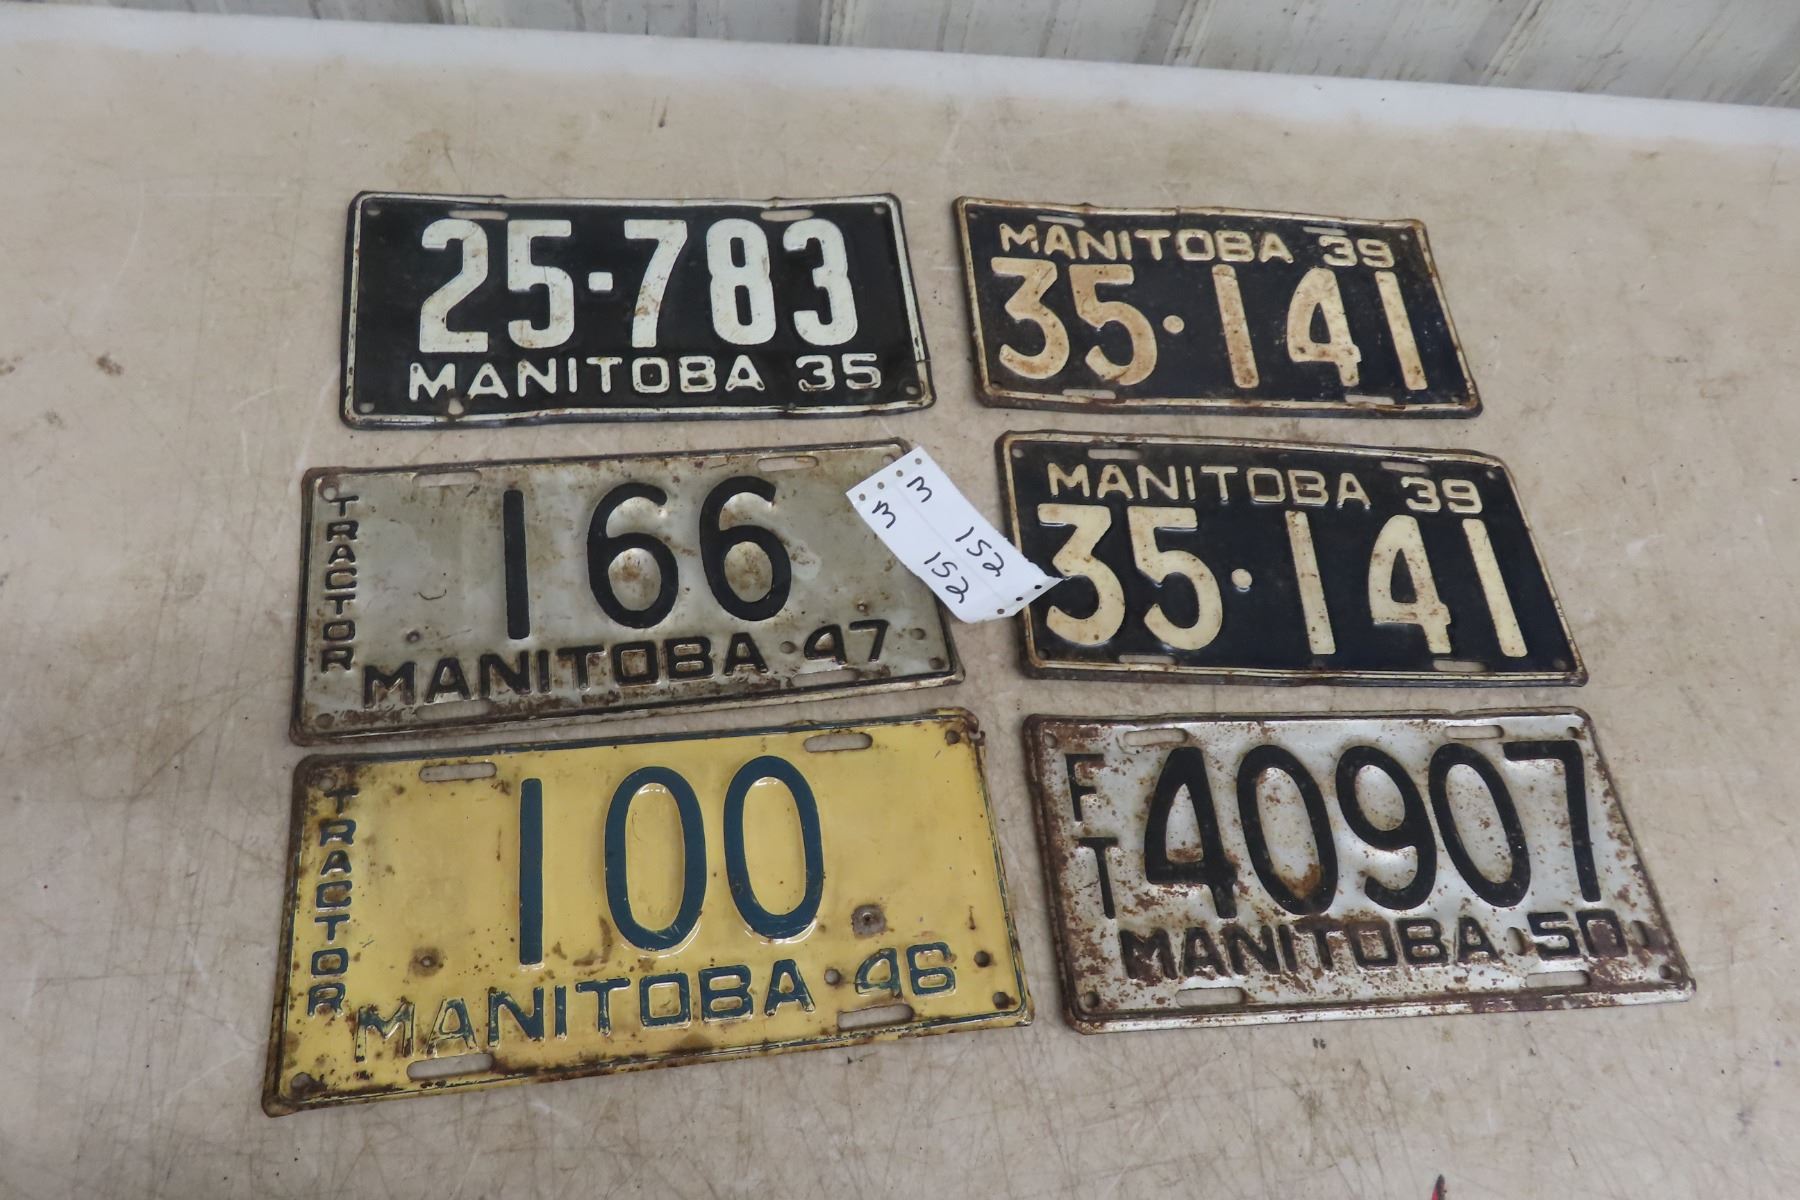 25-783
MANITOBA 35
MANITOBA 39
35·141
TRACTOR
166
MANITOBA·47
3 3
152
152
MANITOBA 39
35·141
TRACTOR
100
MANITOBA·46
FT
40907
MANITOBA·50